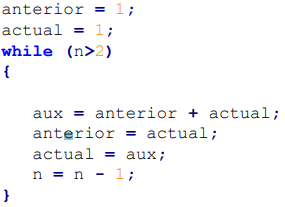 anterior = 1;
actual = 1;
while (n>2)
{
aux = anterior + actual;
anterior = actual;
actual = aux;
n = n - 1;
}